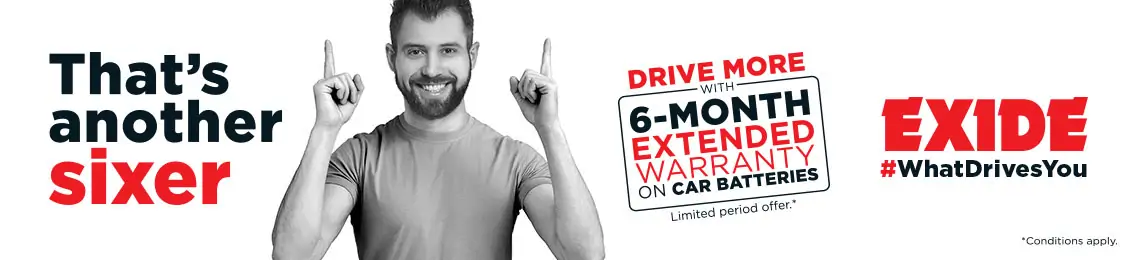 That's
another
sixer
DRIVE MORE
WITH
6-MONTH
EXTENDED
WARRANTY
ON CAR BATTERIES
Limited period offer.*
EXIDE
#WhatDrivesYou
*Conditions apply.